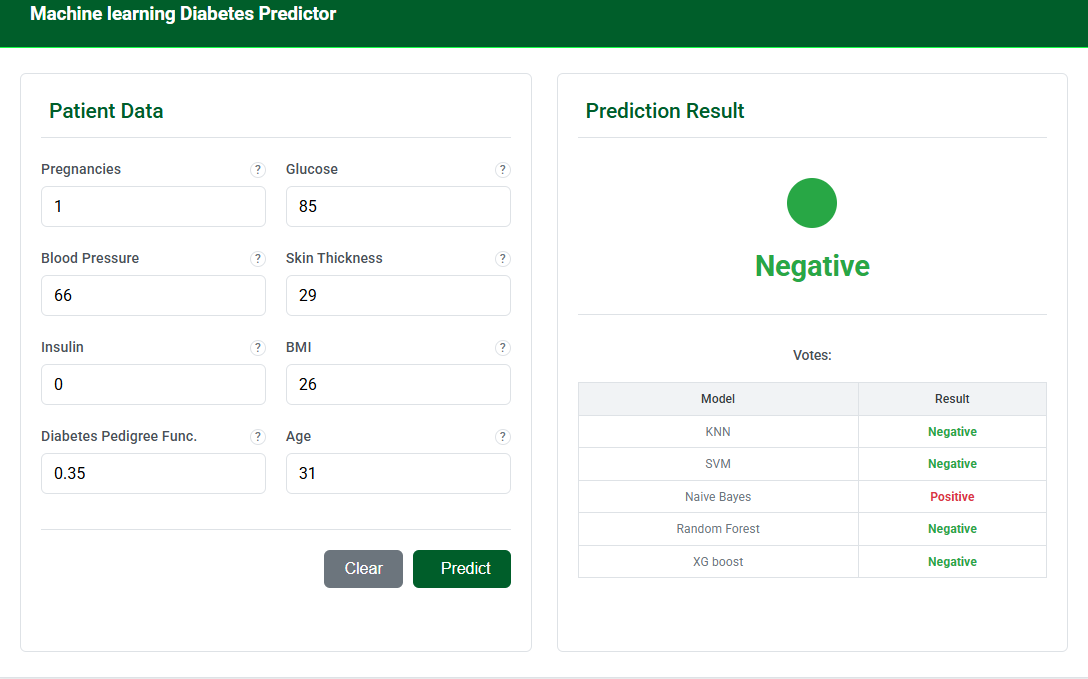 Machine learning Diabetes Predictor
Patient Data
Pregnancies ? Glucose ?
1 85
Blood Pressure ? Skin Thickness ?
66 29
Insulin ? BMI ?
0 26
Diabetes Pedigree Func. ? Age ?
0.35 31
Clear Predict
Prediction Result
Negative
Votes:
Model Result
KNN Negative
SVM Negative
Naive Bayes Positive
Random Forest Negative
XG boost Negative